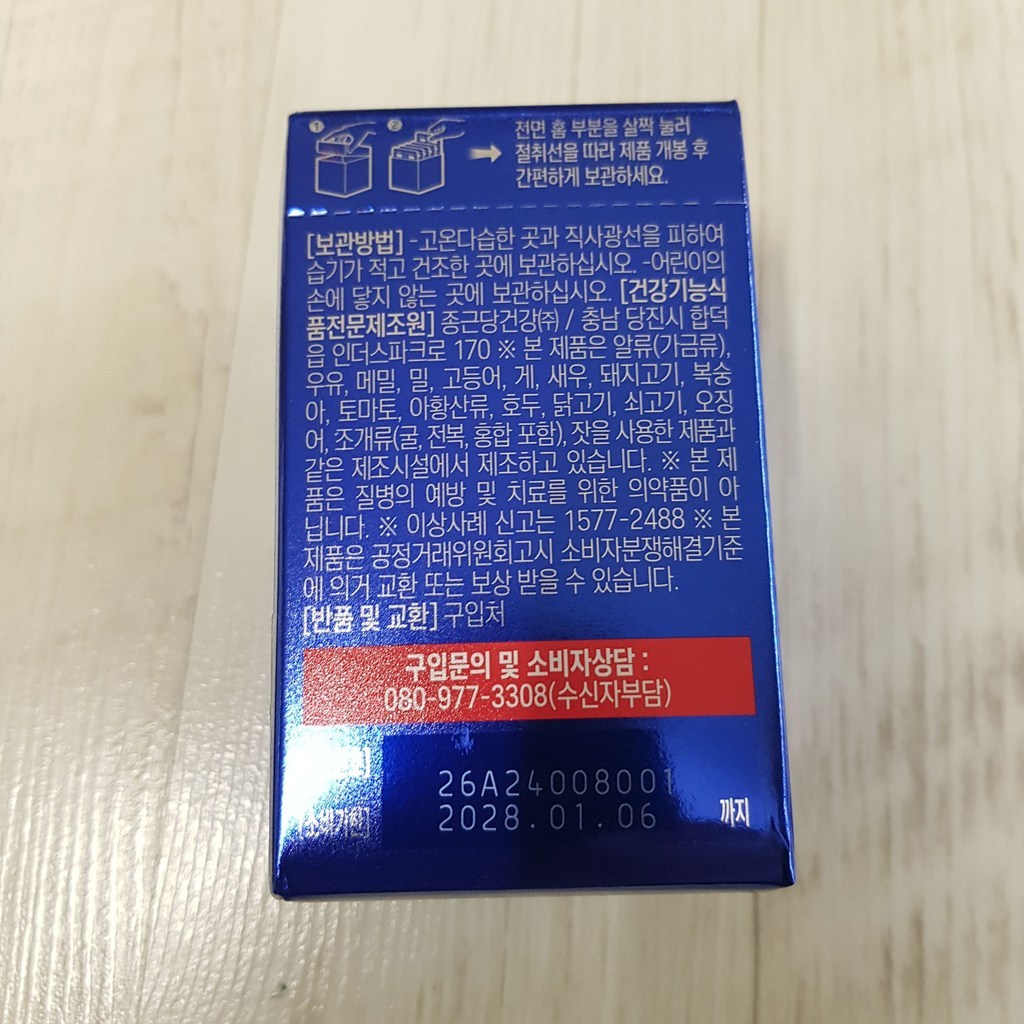 1 2
전면 홈 부분을 살짝 눌러
절취선을 따라 제품 개봉 후
간편하게 보관하세요.
[보관방법] -고온다습한 곳과 직사광선을 피하여
습기가 적고 건조한 곳에 보관하십시오. -어린이의
손에 닿지 않는 곳에 보관하십시오. [건강기능식
품전문제조원] 종근당건강㈜ / 충남 당진시 합덕
읍 인더스파크로 170 ※ 본 제품은 알류(가금류),
우유, 메밀, 밀, 고등어, 게, 새우, 돼지고기, 복숭
아, 토마토, 아황산류, 호두, 닭고기, 쇠고기, 오징
어, 조개류(굴, 전복, 홍합 포함), 잣을 사용한 제품과
같은 제조시설에서 제조하고 있습니다. ※ 본 제
품은 질병의 예방 및 치료를 위한 의약품이 아
닙니다. ※ 이상사례 신고는 1577-2488 ※ 본
제품은 공정거래위원회고시 소비자분쟁해결기준
에 의거 교환 또는 보상 받을 수 있습니다.
[반품 및 교환] 구입처
구입문의 및 소비자상담 :
080-977-3308(수신자부담)
26A24008001
[소비기한] 2028.01.06 까지